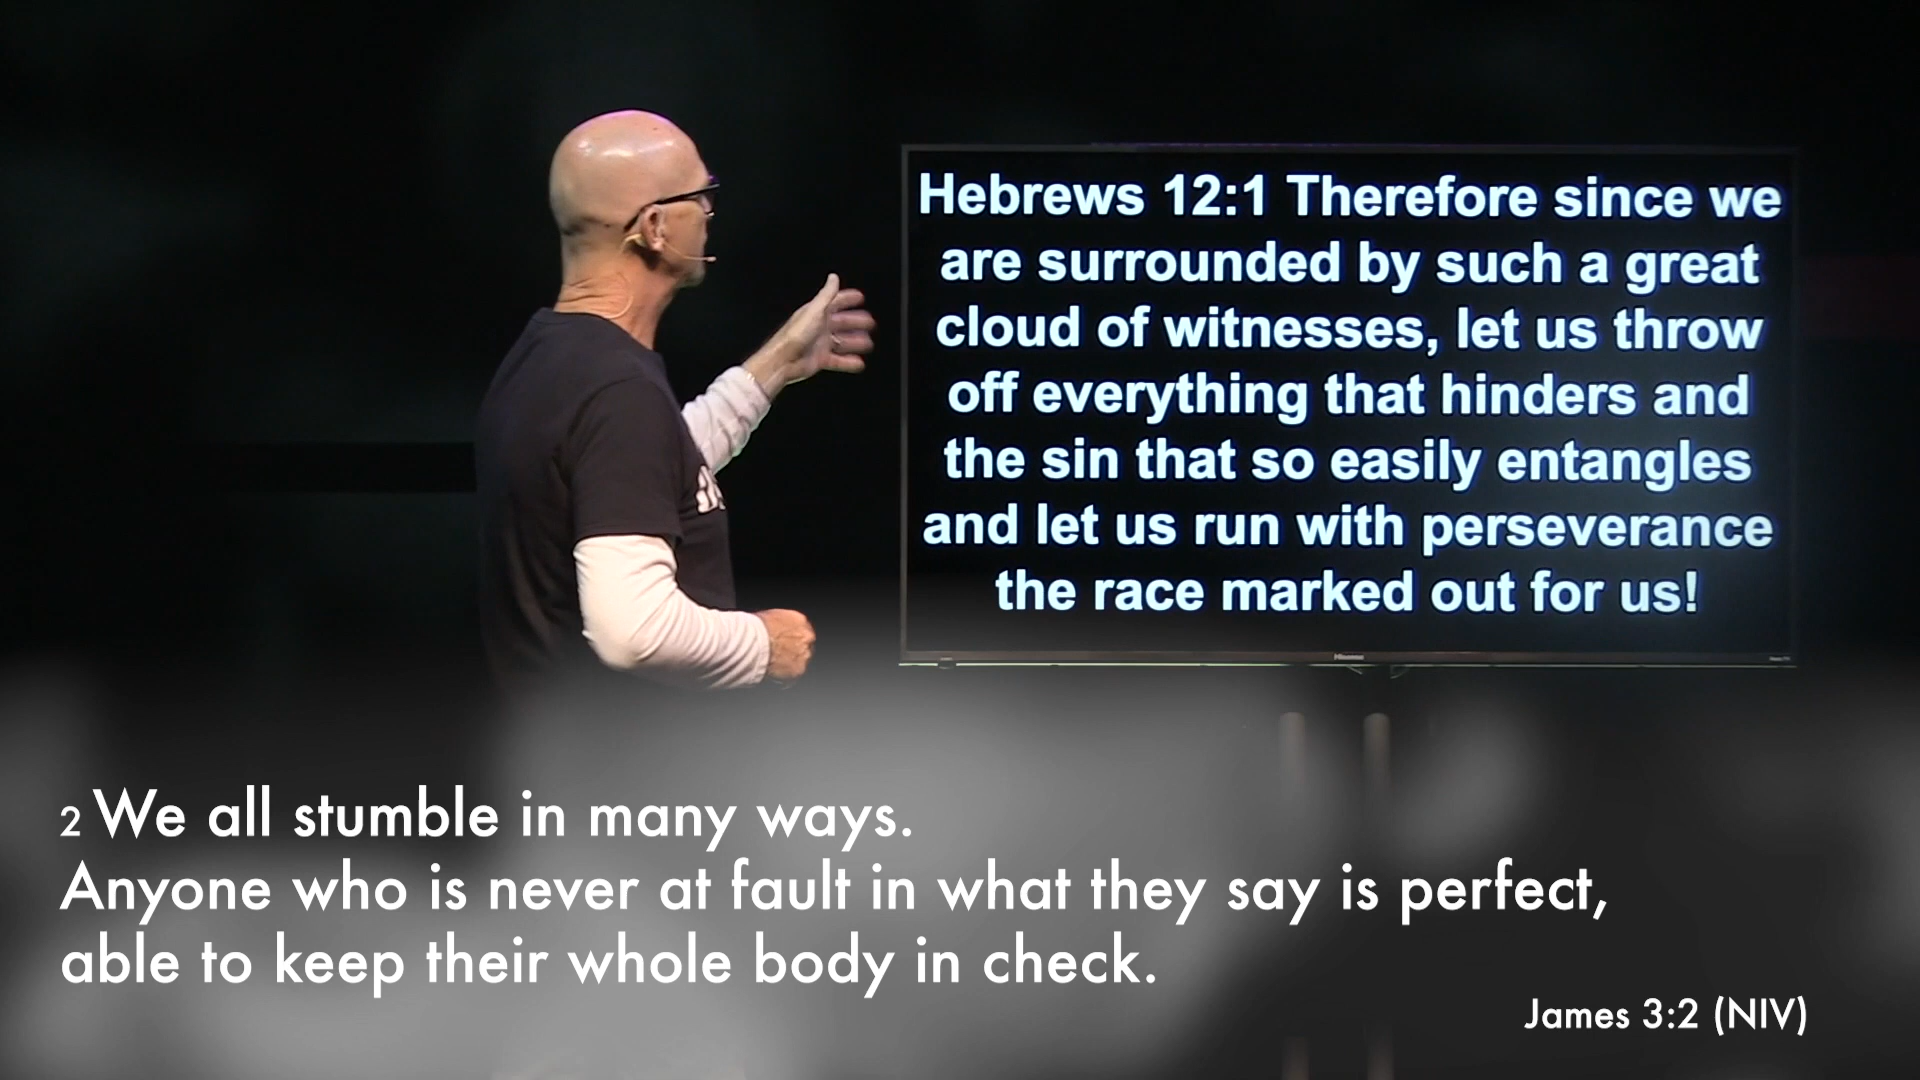 Hebrews 12:1 Therefore since we
are surrounded by such a great
cloud of witnesses, let us throw
off everything that hinders and
the sin that so easily entangles
and let us run with perseverance
the race marked out for us!
Hisense
2 We all stumble in many ways.
Anyone who is never at fault in what they say is perfect,
able to keep their whole body in check.
James 3:2 (NIV)